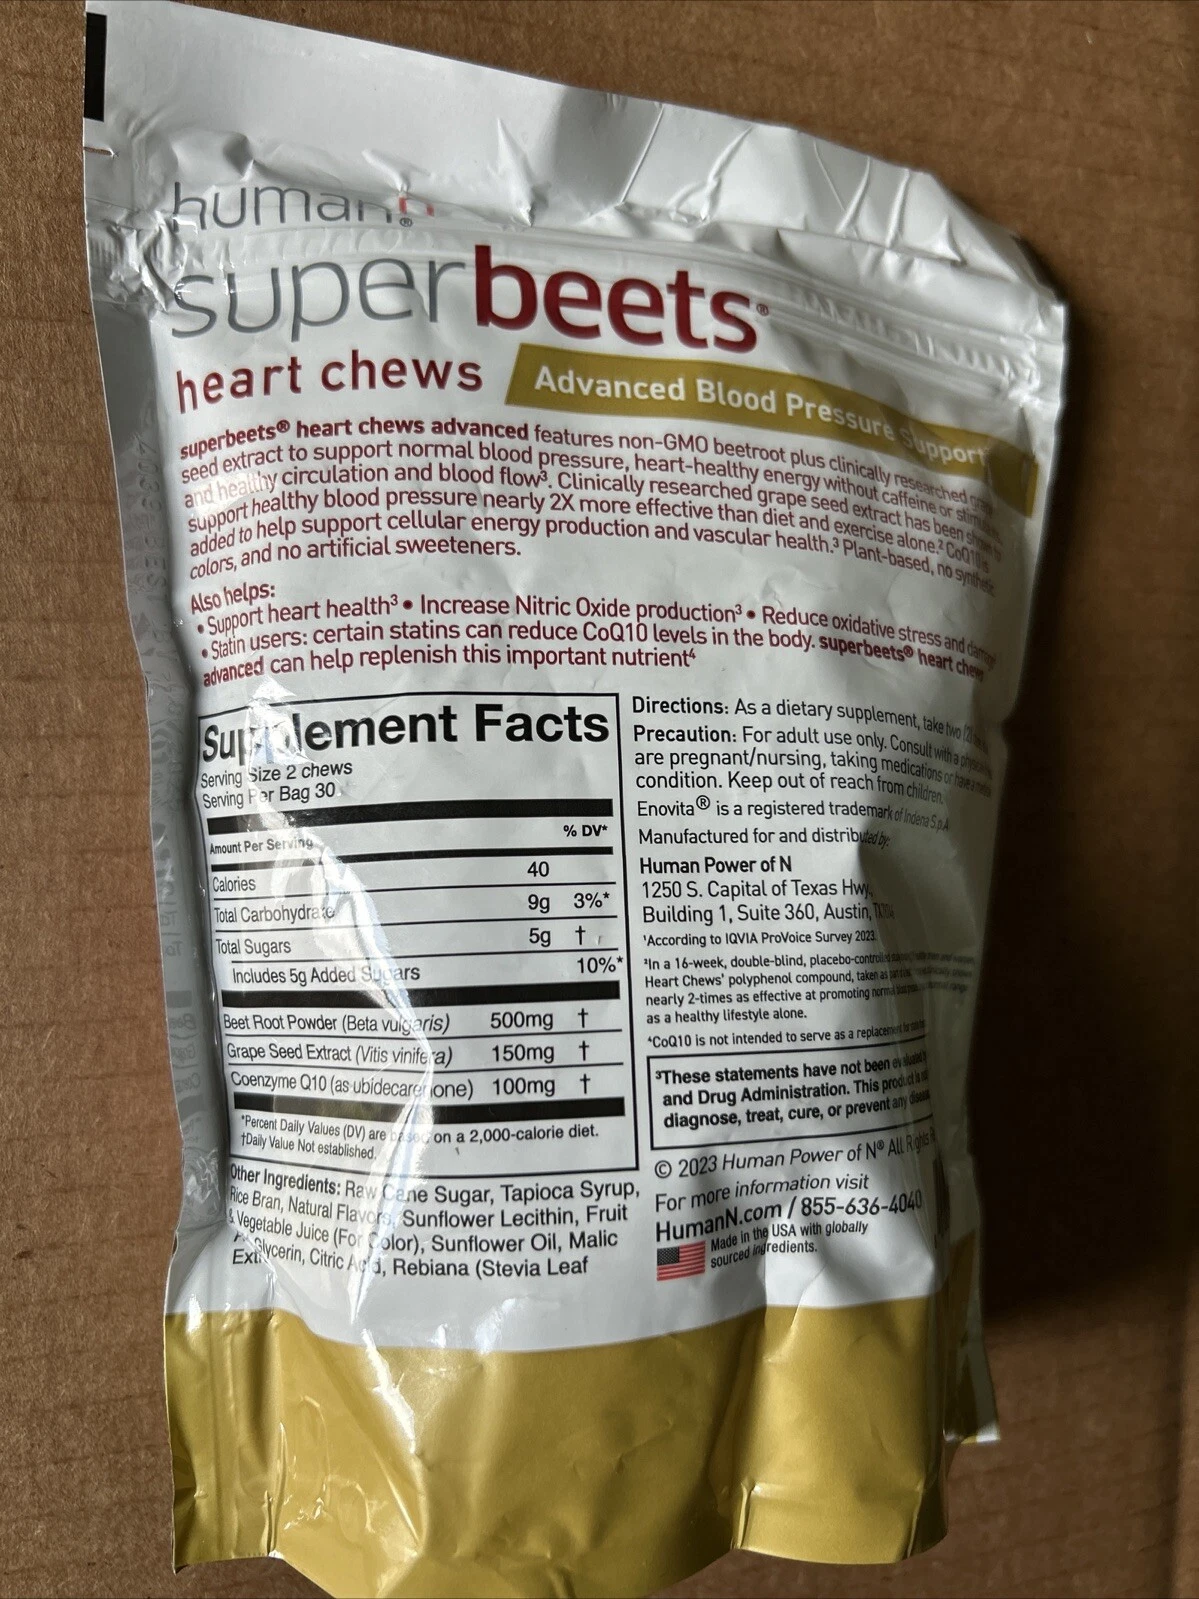 humann®
superbeets®
heart chews
Advanced Blood Pressure Support
superbeets® heart chews advanced features non-GMO beetroot plus clinically researched
seed extract to support normal blood pressure, heart-healthy energy without caffeine or
and healthy circulation and blood flow³. Clinically researched grape seed extract has been
support healthy blood pressure nearly 2X more effective than diet and exercise alone.² CoQ10 is
added to help support cellular energy production and vascular health.³ Plant-based, no synthetic
colors, and no artificial sweeteners.
Also helps:
• Support heart health³ • Increase Nitric Oxide production³ • Reduce oxidative stress and
• Statin users: certain statins can reduce CoQ10 levels in the body. superbeets® heart
advanced can help replenish this important nutrient⁴
Supplement Facts
Serving Size 2 chews
Serving Per Bag 30
Amount Per Serving % DV*
Calories 40
Total Carbohydrate 9g 3%*
Total Sugars 5g †
Includes 5g Added Sugars 10%*
Beet Root Powder (Beta vulgaris) 500mg †
Grape Seed Extract (Vitis vinifera) 150mg †
Coenzyme Q10 (as ubidecarenone) 100mg †
*Percent Daily Values (DV) are based on a 2,000-calorie diet.
†Daily Value Not established.
Other Ingredients: Raw Cane Sugar, Tapioca Syrup,
Rice Bran, Natural Flavors, Sunflower Lecithin, Fruit
& Vegetable Juice (For Color), Sunflower Oil, Malic
Glycerin, Citric Acid, Rebiana (Stevia Leaf
Directions: As a dietary supplement, take two (2)
Precaution: For adult use only. Consult with a
are pregnant/nursing, taking medications or have a
condition. Keep out of reach from children.
Enovita® is a registered trademark of Indena S.p.A
Manufactured for and distributed by:
Human Power of N
1250 S. Capital of Texas Hwy,
Building 1, Suite 360, Austin,
¹According to IQVIA ProVoice Survey 2023.
²In a 16-week, double-blind, placebo-controlled
Heart Chews' polyphenol compound, taken as
nearly 2-times as effective at promoting
as a healthy lifestyle alone.
⁴CoQ10 is not intended to serve as a
³These statements have not been
and Drug Administration. This product is
diagnose, treat, cure, or prevent any
© 2023 Human Power of N® All Rights
For more information visit
HumanN.com / 855-636-4040
Made in the USA with globally
sourced ingredients.